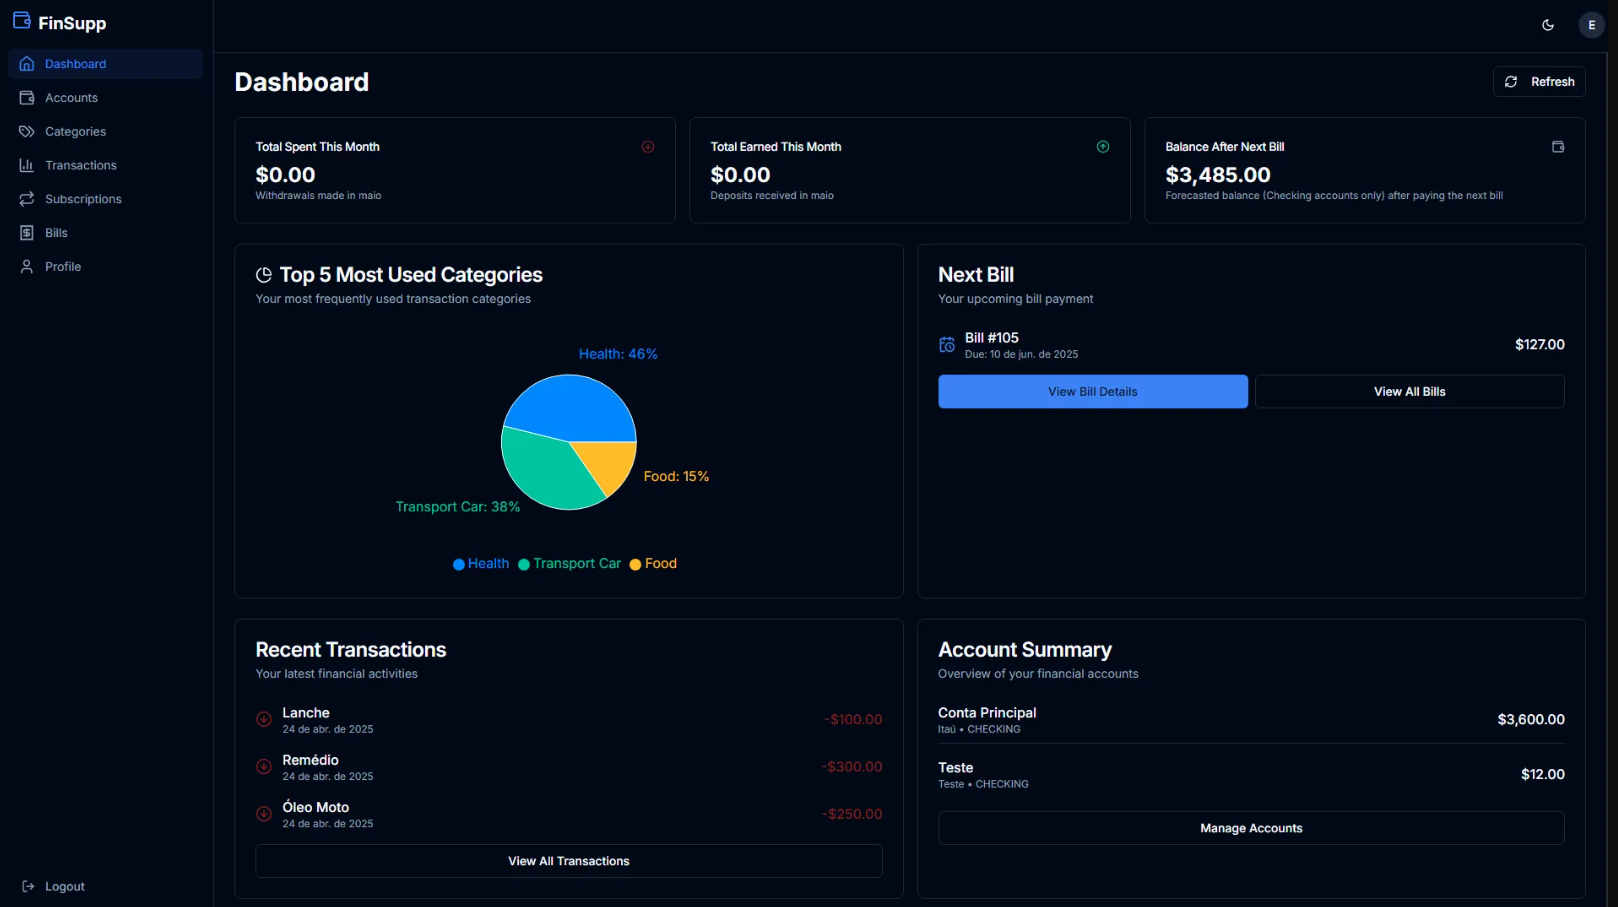 FinSupp
E
Dashboard
Accounts
Categories
Transactions
Subscriptions
Bills
Profile
Logout
Dashboard
Refresh
Total Spent This Month
$0.00
Withdrawals made in maio
Total Earned This Month
$0.00
Deposits received in maio
Balance After Next Bill
$3,485.00
Forecasted balance (Checking accounts only) after paying the next bill
Top 5 Most Used Categories
Your most frequently used transaction categories
Health: 46%
Food: 15%
Transport Car: 38%
Health Transport Car Food
Next Bill
Your upcoming bill payment
Bill #105
Due: 10 de jun. de 2025
$127.00
View Bill Details
View All Bills
Recent Transactions
Your latest financial activities
Lanche
24 de abr. de 2025
-$100.00
Remédio
24 de abr. de 2025
-$300.00
Óleo Moto
24 de abr. de 2025
-$250.00
View All Transactions
Account Summary
Overview of your financial accounts
Conta Principal
Itaú • CHECKING
$3,600.00
Teste
Teste • CHECKING
$12.00
Manage Accounts